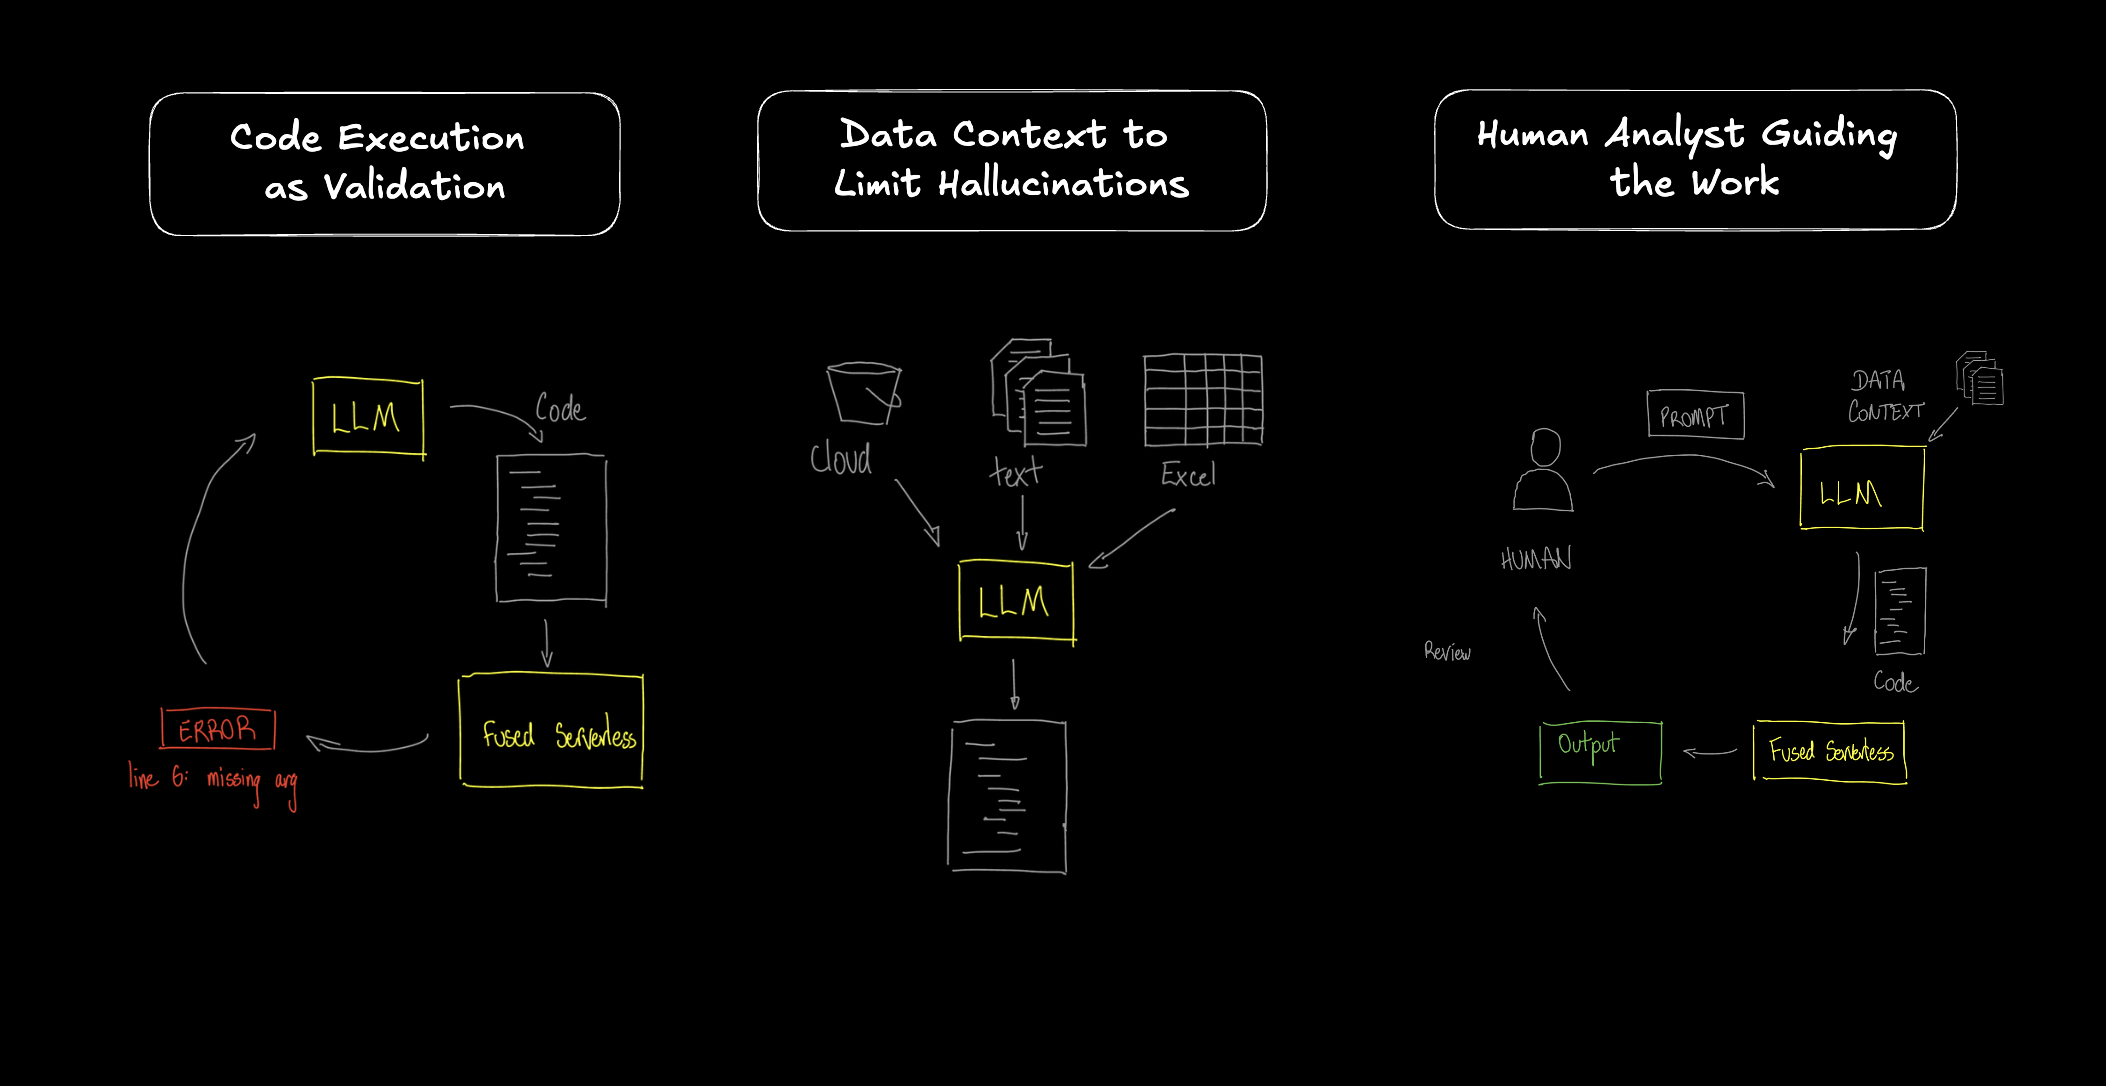 Code Execution
as Validation
LLM
Code
Fused Serverless
ERROR
line 6: missing arg
Data Context to
Limit Hallucinations
Cloud
text
Excel
LLM
Human Analyst Guiding
the Work
PROMPT
DATA
CONTEXT
LLM
HUMAN
Code
Review
Output
Fused Serverless